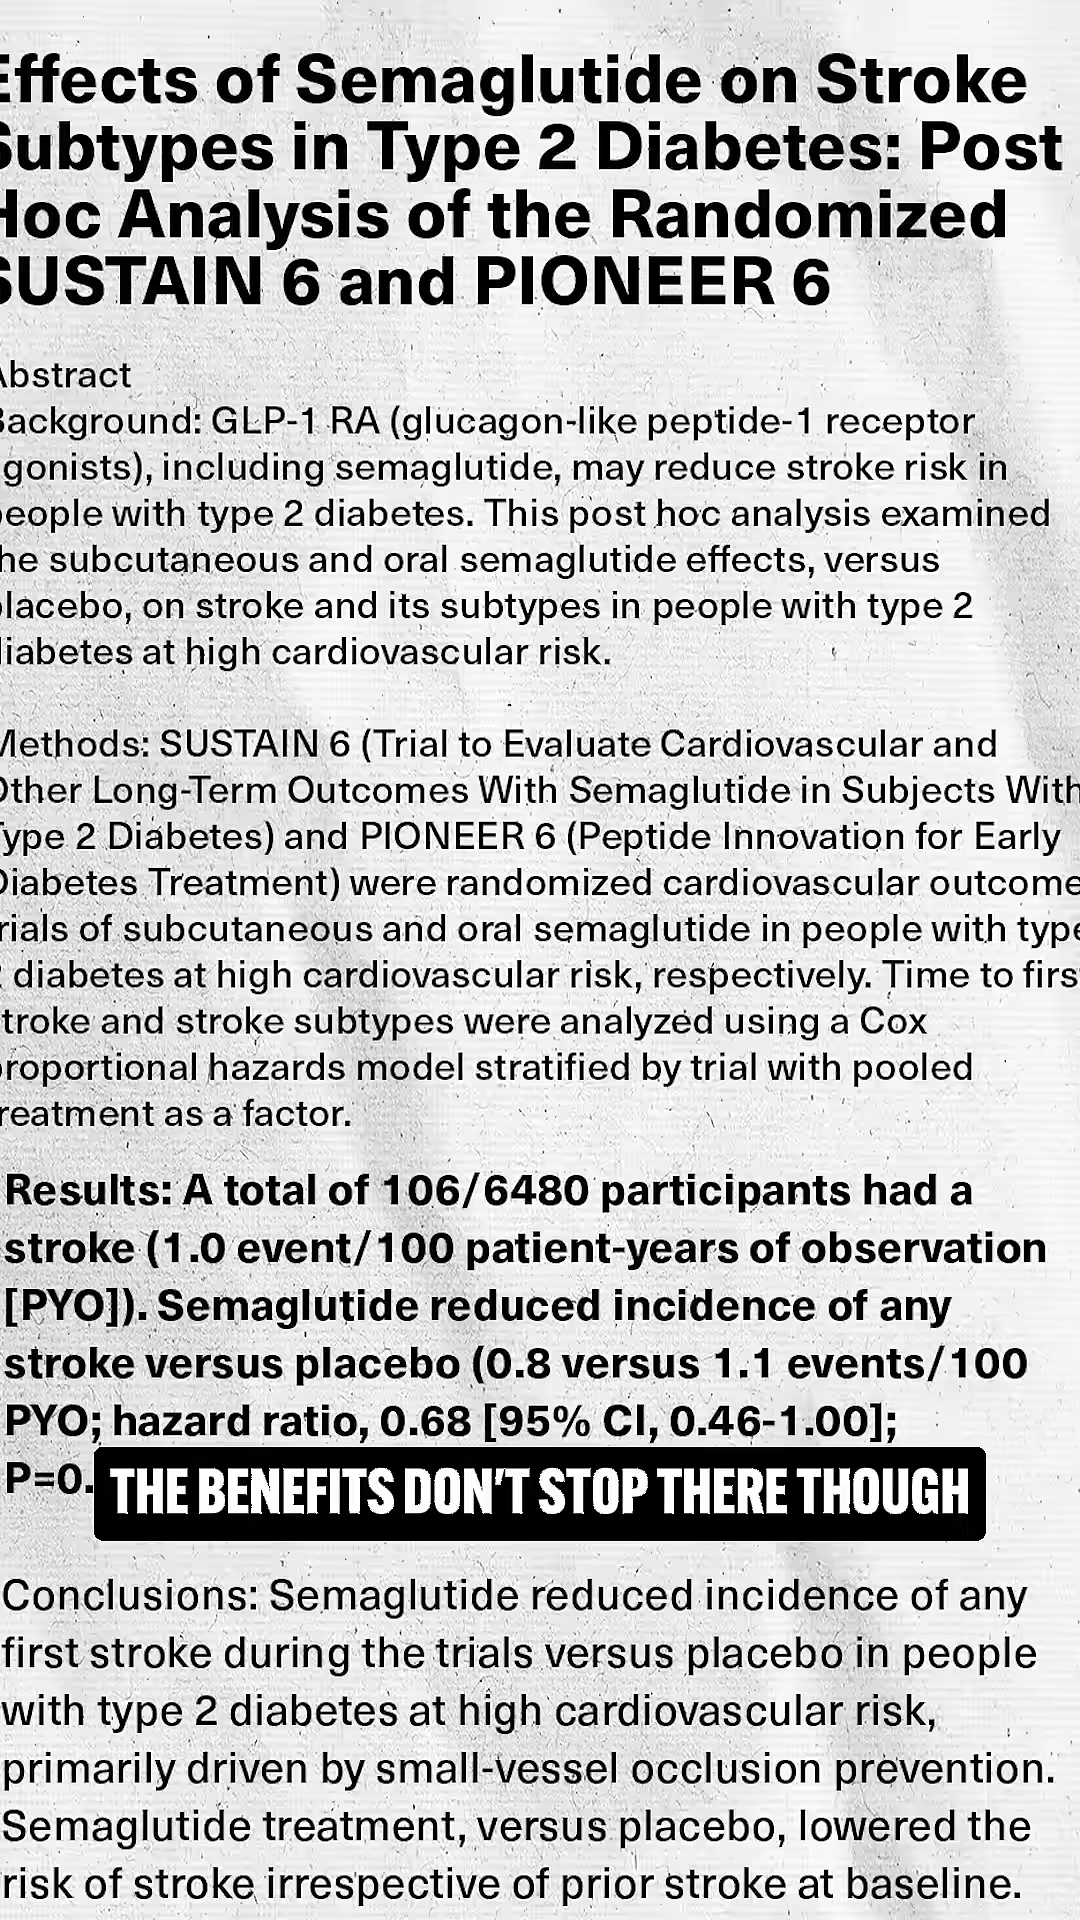 Effects of Semaglutide on Stroke
Subtypes in Type 2 Diabetes: Post
Hoc Analysis of the Randomized
SUSTAIN 6 and PIONEER 6
Abstract
Background: GLP-1 RA (glucagon-like peptide-1 receptor
agonists), including semaglutide, may reduce stroke risk in
people with type 2 diabetes. This post hoc analysis examined
the subcutaneous and oral semaglutide effects, versus
placebo, on stroke and its subtypes in people with type 2
diabetes at high cardiovascular risk.
Methods: SUSTAIN 6 (Trial to Evaluate Cardiovascular and
Other Long-Term Outcomes With Semaglutide in Subjects With
Type 2 Diabetes) and PIONEER 6 (Peptide Innovation for Early
Diabetes Treatment) were randomized cardiovascular outcome
trials of subcutaneous and oral semaglutide in people with type
2 diabetes at high cardiovascular risk, respectively. Time to first
stroke and stroke subtypes were analyzed using a Cox
proportional hazards model stratified by trial with pooled
treatment as a factor.
Results: A total of 106/6480 participants had a
stroke (1.0 event/100 patient-years of observation
[PYO]). Semaglutide reduced incidence of any
stroke versus placebo (0.8 versus 1.1 events/100
PYO; hazard ratio, 0.68 [95% CI, 0.46-1.00];
P=0.
THE BENEFITS DON'T STOP THERE THOUGH
Conclusions: Semaglutide reduced incidence of any
first stroke during the trials versus placebo in people
with type 2 diabetes at high cardiovascular risk,
primarily driven by small-vessel occlusion prevention.
Semaglutide treatment, versus placebo, lowered the
risk of stroke irrespective of prior stroke at baseline.